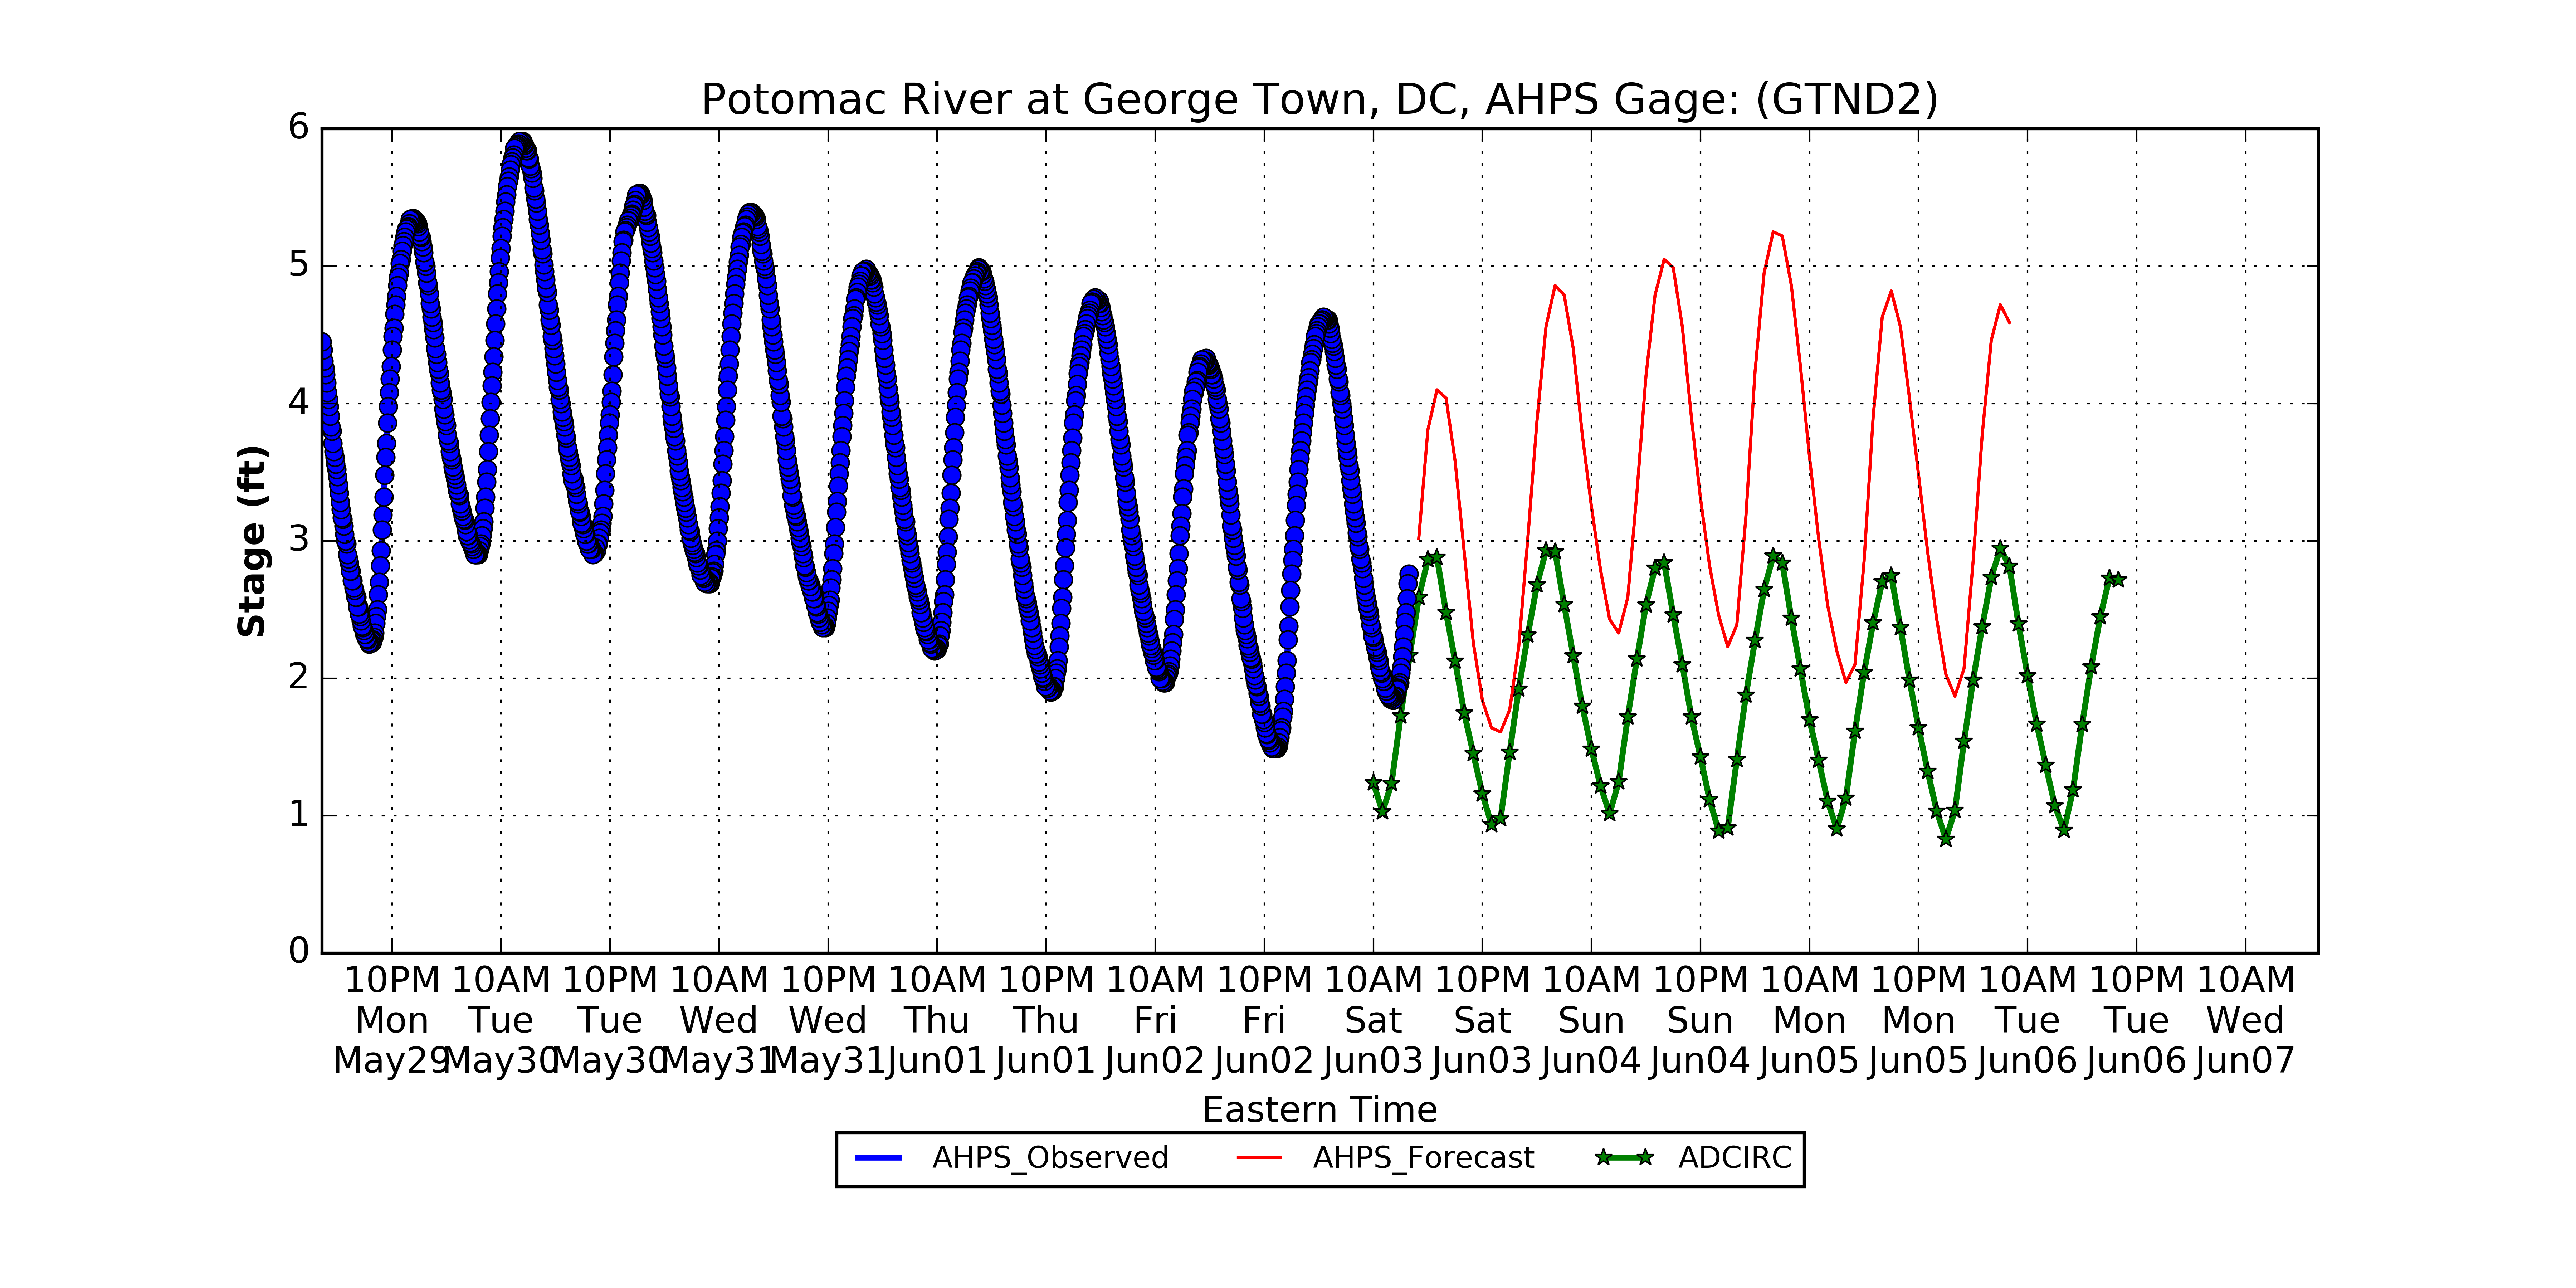 Potomac River at George Town, DC, AHPS Gage: (GTND2)
Stage (ft)
6
5
4
3
2
1
0
10PM 10AM 10PM 10AM 10PM 10AM 10PM 10AM 10PM 10AM 10PM 10AM 10PM 10AM 10PM 10AM 10PM 10AM
Mon Tue Tue Wed Wed Thu Thu Fri Fri Sat Sat Sun Sun Mon Mon Tue Tue Wed
May29 May30 May30 May31 May31 Jun01 Jun01 Jun02 Jun02 Jun03 Jun03 Jun04 Jun04 Jun05 Jun05 Jun06 Jun06 Jun07
Eastern Time
AHPS_Observed AHPS_Forecast ADCIRC